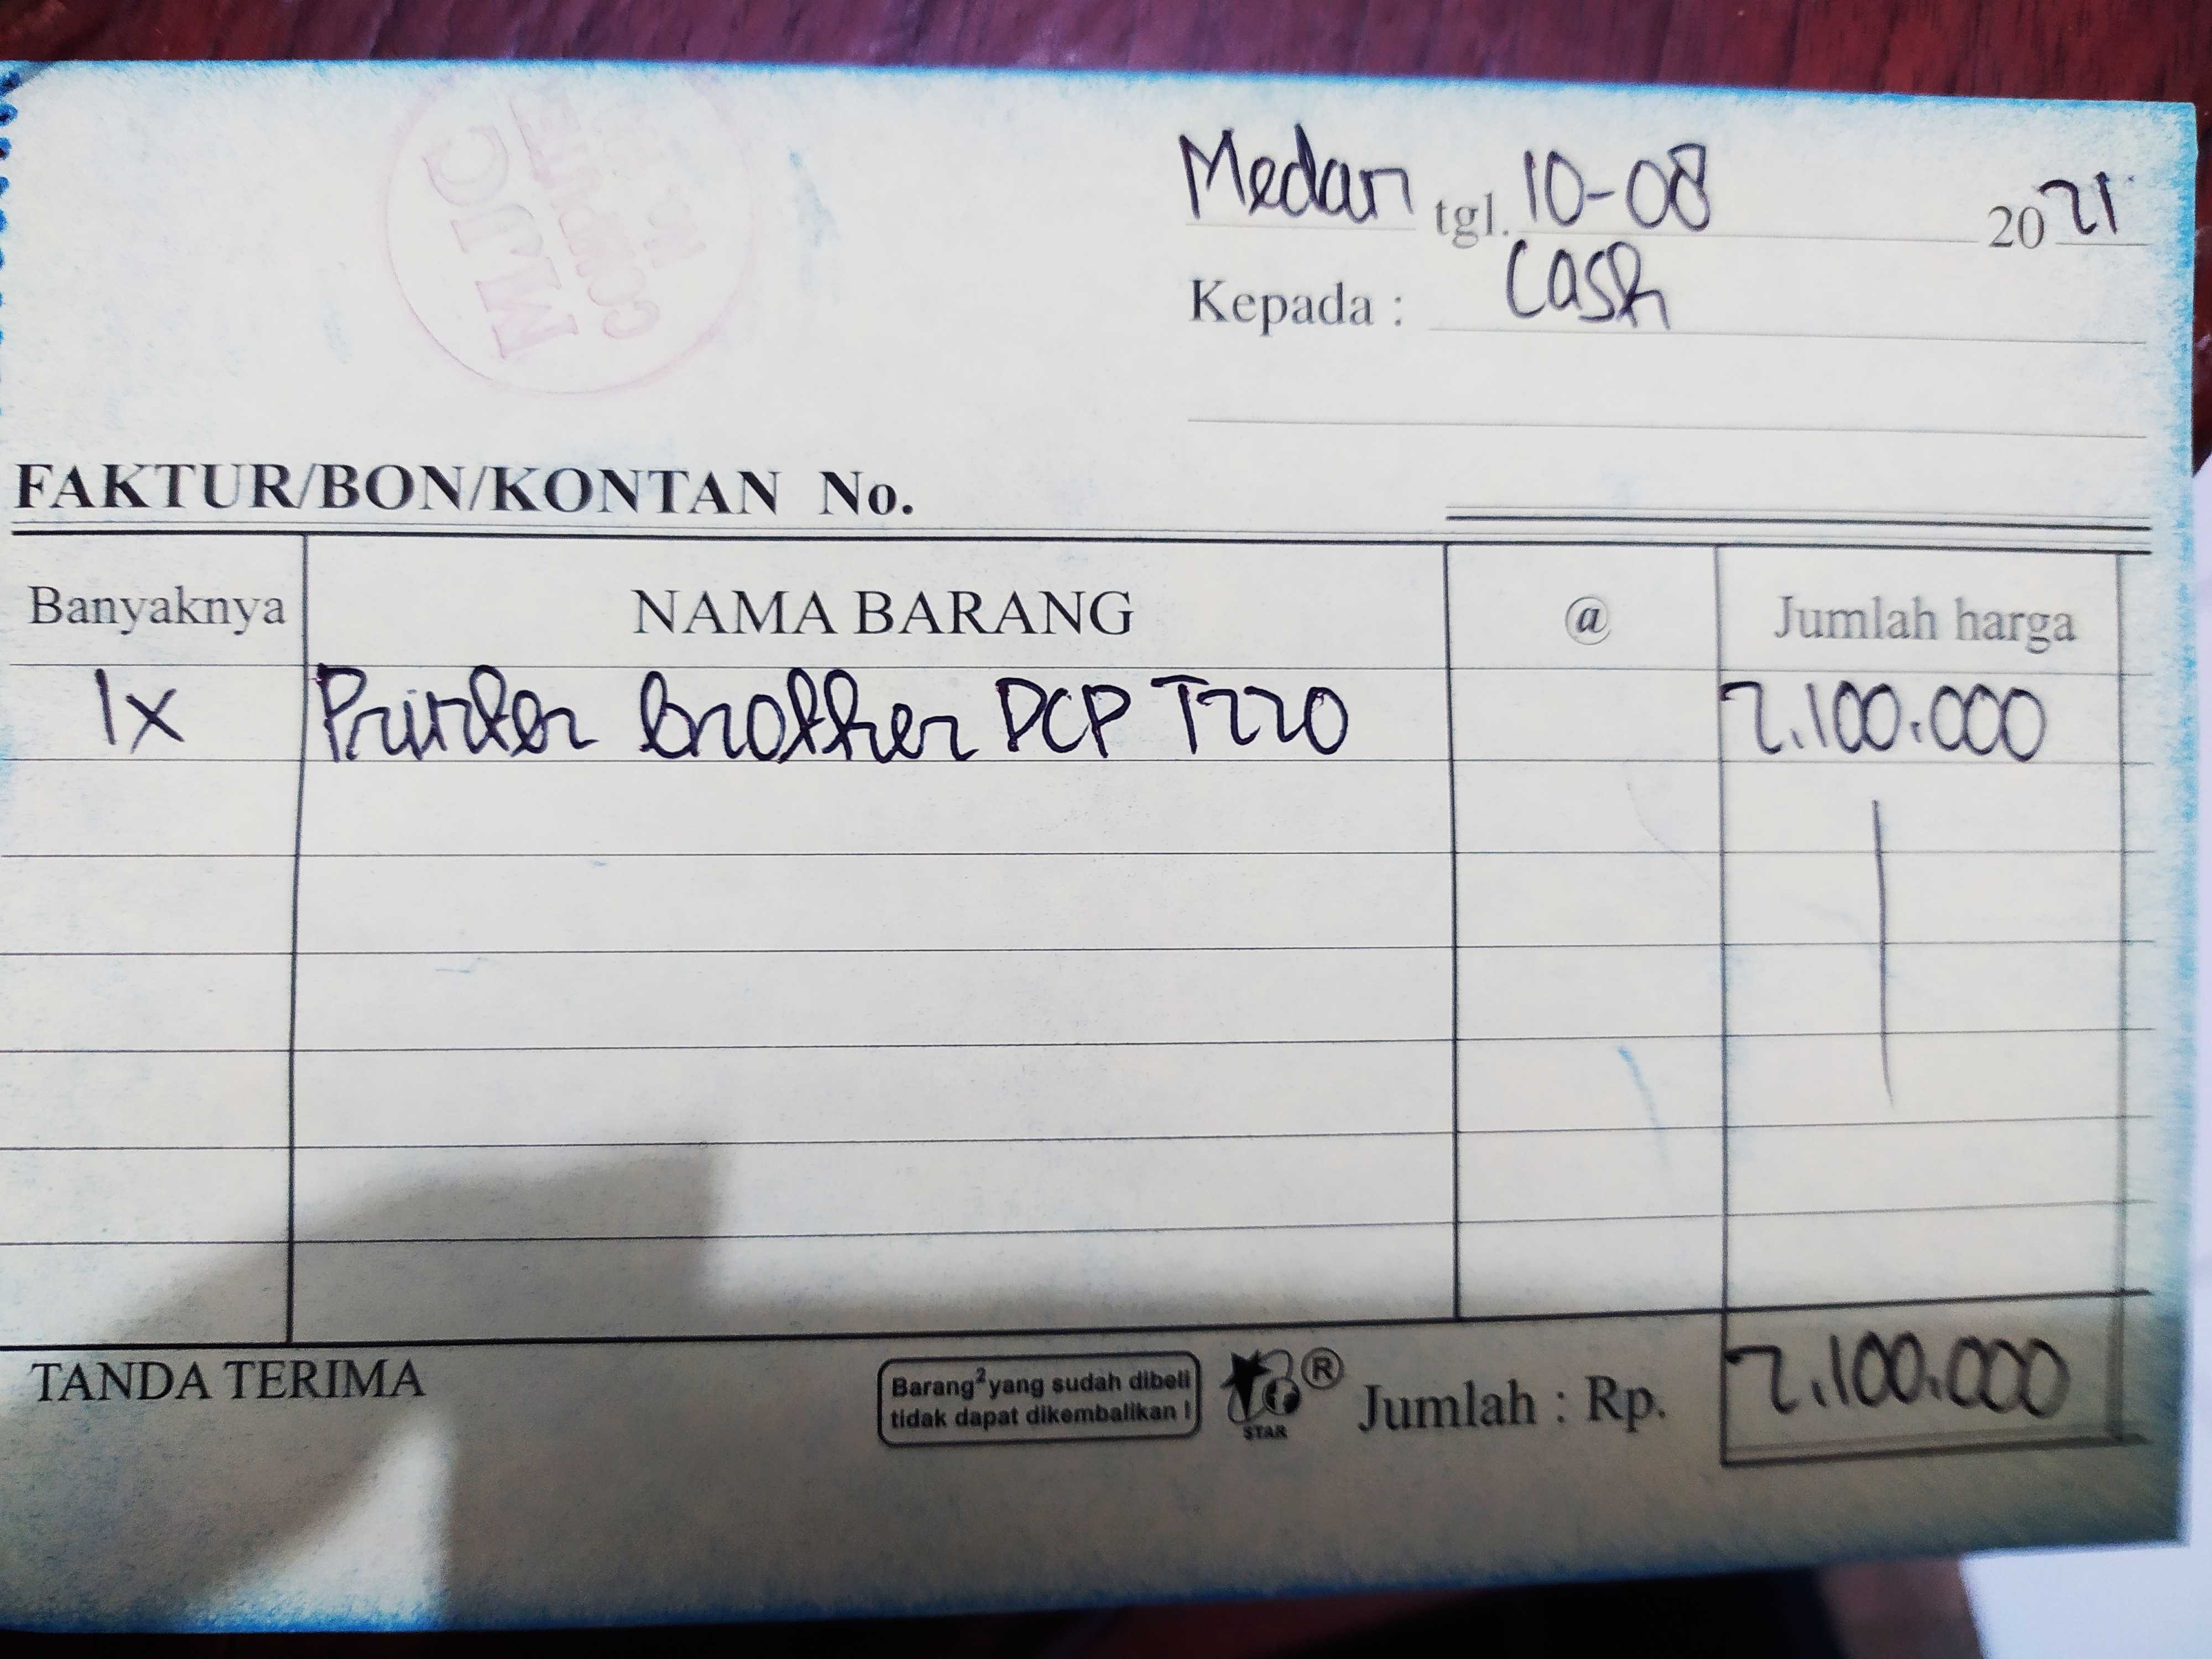 MJC
COMPUTER
Medan tgl. 10-08 2021
Kepada : Cash
FAKTUR/BON/KONTAN No.
Banyaknya NAMA BARANG @ Jumlah harga
1x Printer brother DCP T220 2.100.000
TANDA TERIMA
Barang² yang sudah dibeli
tidak dapat dikembalikan !
STAR ®
Jumlah : Rp. 2.100.000